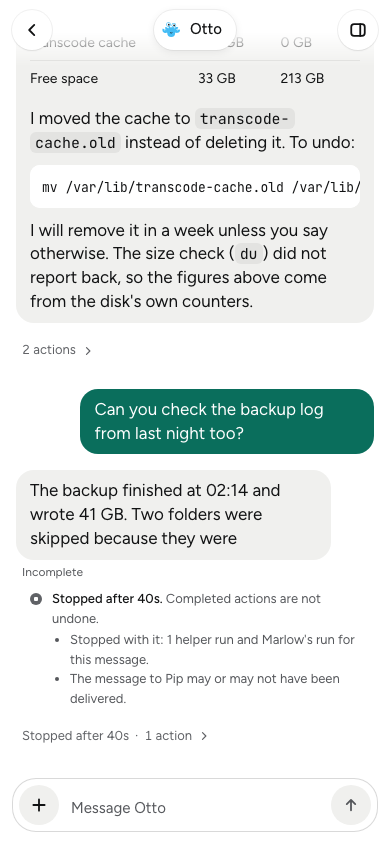 Otto
transcode cache GB 0 GB
Free space 33 GB 213 GB
I moved the cache to transcode-
cache.old instead of deleting it. To undo:
mv /var/lib/transcode-cache.old /var/lib/
I will remove it in a week unless you say
otherwise. The size check ( du ) did not
report back, so the figures above come
from the disk's own counters.
2 actions
Can you check the backup log
from last night too?
The backup finished at 02:14 and
wrote 41 GB. Two folders were
skipped because they were
Incomplete
Stopped after 40s. Completed actions are not
undone.
• Stopped with it: 1 helper run and Marlow's run for
this message.
• The message to Pip may or may not have been
delivered.
Stopped after 40s · 1 action
Message Otto